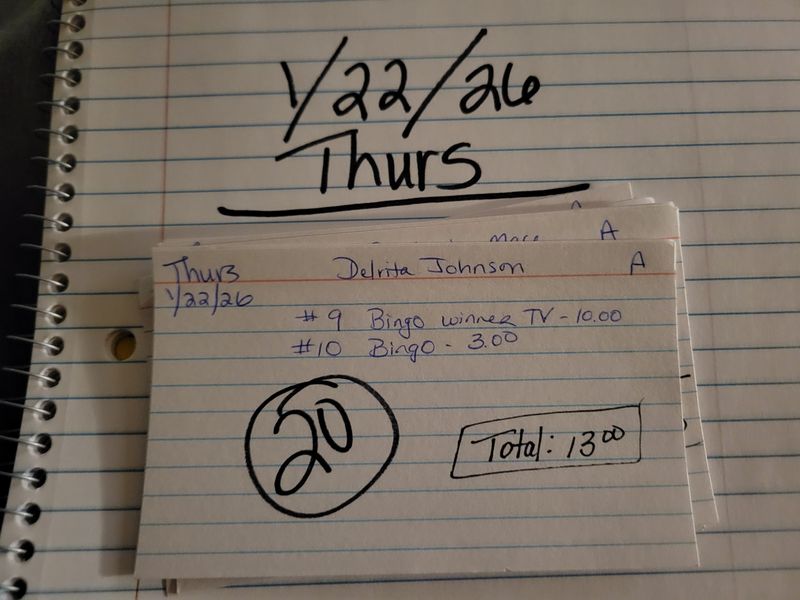 1/22/26
Thurs
A
A
Thurs Delrita Johnson A
1/22/26
#9 Bingo winner TV - 10.00
#10 Bingo - 3.00
20
Total: 13.00